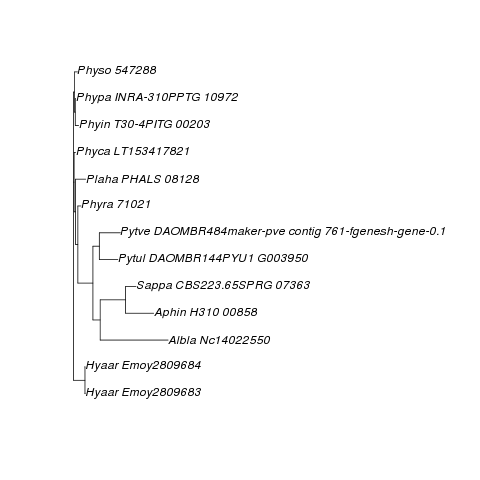 Physo 547288
Phypa INRA-310PPTG 10972
Phyin T30-4PITG 00203
Phyca LT153417821
Plaha PHALS 08128
Phyra 71021
Pytve DAOMBR484maker-pve contig 761-fgenesh-gene-0.1
Pytul DAOMBR144PYU1 G003950
Sappa CBS223.65SPRG 07363
Aphin H310 00858
Albla Nc14022550
Hyaar Emoy2809684
Hyaar Emoy2809683